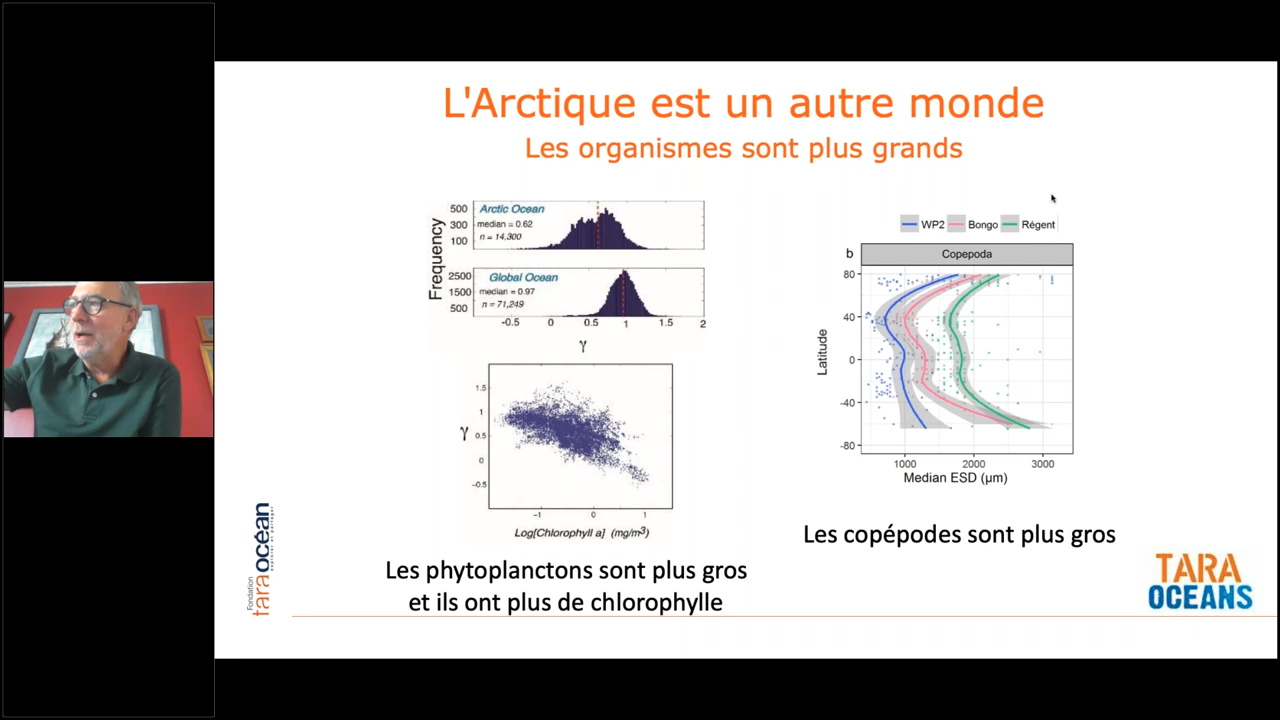 L'Arctique est un autre monde
Les organismes sont plus grands
Frequency
500
300
100
Arctic Ocean
median = 0.62
n = 14,300
2500
1500
500
Global Ocean
median = 0.97
n = 71,249
-0.5 0 0.5 1 1.5 2
γ
γ
1.5
1
0.5
0
-0.5
-1 0 1
Log[Chlorophyll a] (mg/m3)
Les phytoplanctons sont plus gros
et ils ont plus de chlorophylle
WP2 Bongo Régent
b
Copepoda
Latitude
80
40
0
-40
-80
1000 2000 3000
Median ESD (µm)
Les copépodes sont plus gros
Fondation
tara océan
TARA
OCEANS